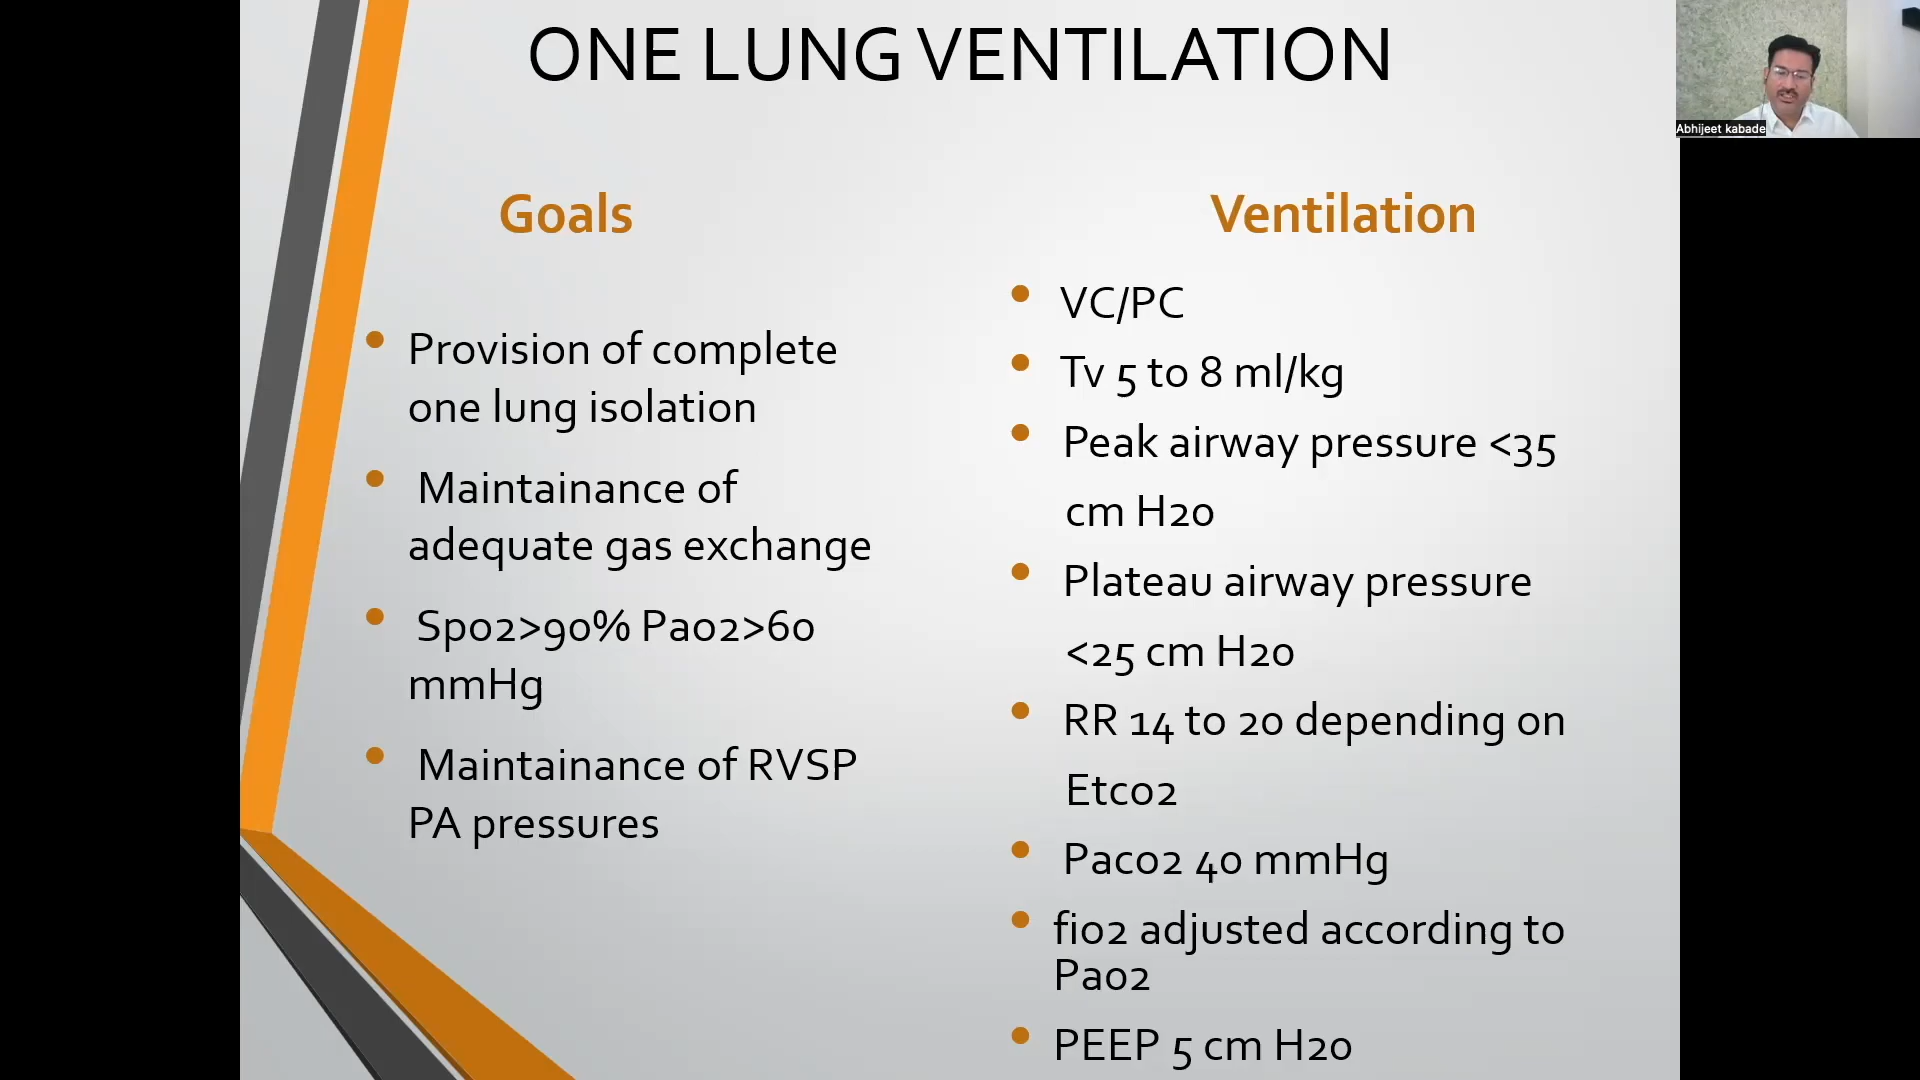 ONE LUNG VENTILATION
Abhijeet kabade
Goals
Provision of complete
one lung isolation
Maintainance of
adequate gas exchange
Spo2>90% Pao2>60
mmHg
Maintainance of RVSP
PA pressures
Ventilation
VC/PC
Tv 5 to 8 ml/kg
Peak airway pressure <35
cm H2o
Plateau airway pressure
<25 cm H2o
RR 14 to 20 depending on
Etco2
Paco2 40 mmHg
fio2 adjusted according to
Pao2
PEEP 5 cm H2o